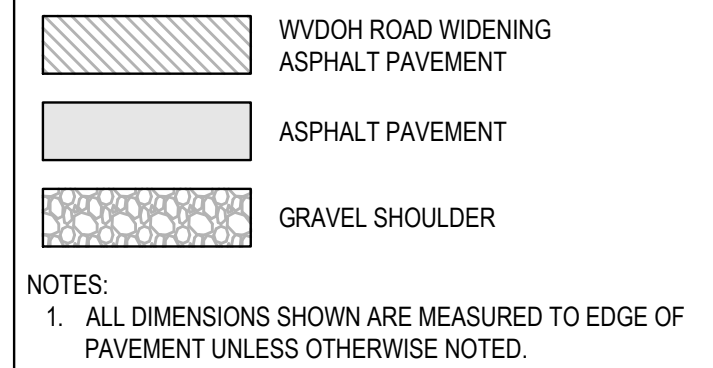 WVDOH ROAD WIDENING
ASPHALT PAVEMENT
ASPHALT PAVEMENT
GRAVEL SHOULDER
NOTES:
1. ALL DIMENSIONS SHOWN ARE MEASURED TO EDGE OF
PAVEMENT UNLESS OTHERWISE NOTED.